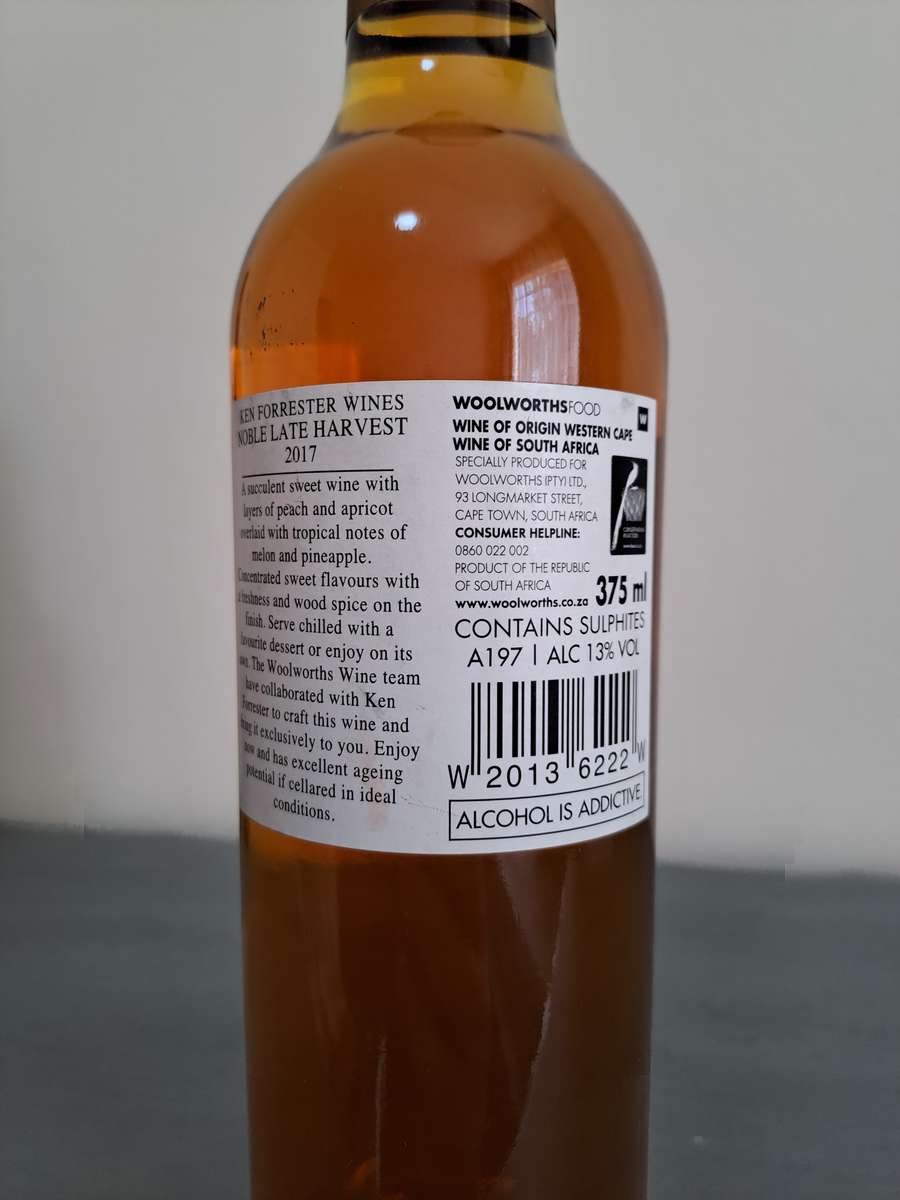 KEN FORRESTER WINES
NOBLE LATE HARVEST
2017
A succulent sweet wine with
layers of peach and apricot
overlaid with tropical notes of
melon and pineapple.
Concentrated sweet flavours with
a freshness and wood spice on the
finish. Serve chilled with a
favourite dessert or enjoy on its
own. The Woolworths Wine team
have collaborated with Ken
Forrester to craft this wine and
bring it exclusively to you. Enjoy
now and has excellent ageing
potential if cellared in ideal
conditions.
WOOLWORTHSFOOD
W
WINE OF ORIGIN WESTERN CAPE
WINE OF SOUTH AFRICA
SPECIALLY PRODUCED FOR
WOOLWORTHS (PTY) LTD.,
93 LONGMARKET STREET,
CAPE TOWN, SOUTH AFRICA
CONSUMER HELPLINE:
0860 022 002
PRODUCT OF THE REPUBLIC
OF SOUTH AFRICA
375 ml
www.woolworths.co.za
CONTAINS SULPHITES
A197 | ALC 13% VOL
W 2013 6222 W
ALCOHOL IS ADDICTIVE.